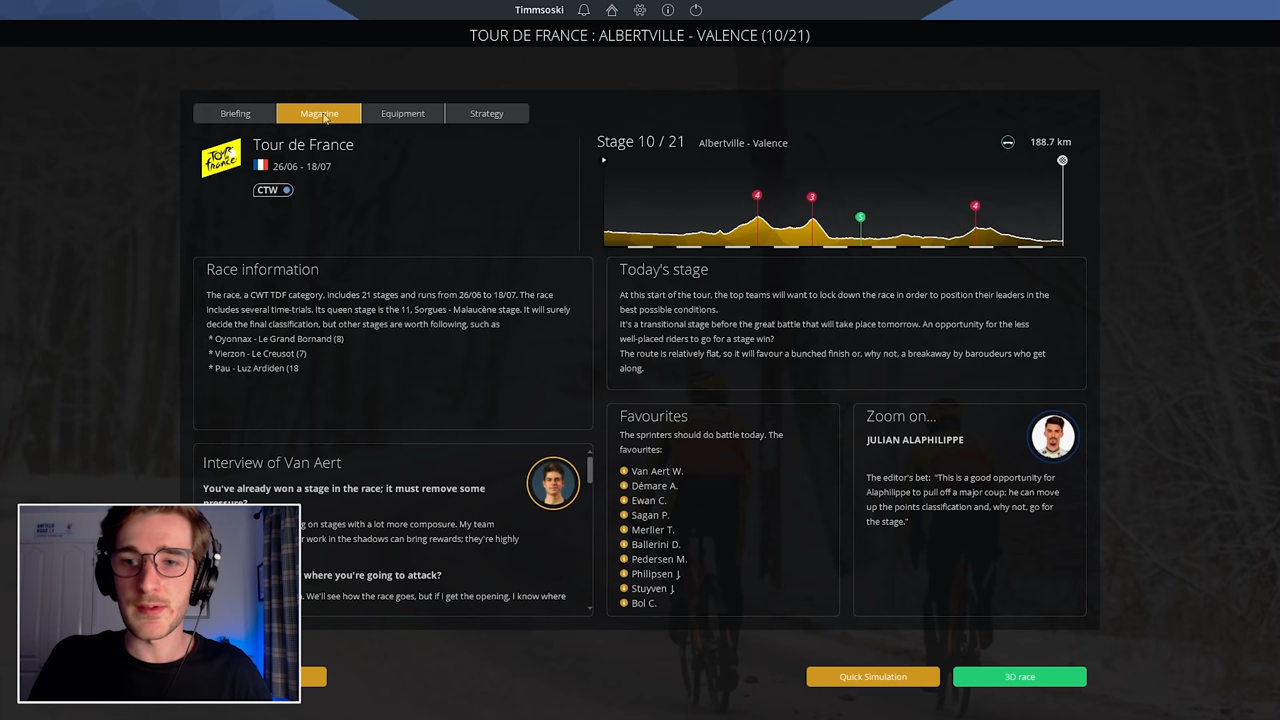 Timmsoski
TOUR DE FRANCE : ALBERTVILLE - VALENCE (10/21)
Briefing
Magazine
Equipment
Strategy
TOUR
france
Tour de France
26/06 - 18/07
CTW
Stage 10 / 21
Albertville - Valence
188.7 km
4
3
S
4
Race information
The race, a CWT TDF category, includes 21 stages and runs from 26/06 to 18/07. The race
includes several time-trials. Its queen stage is the 11, Sorgues - Malaucène stage. It will surely
decide the final classification, but other stages are worth following, such as
* Oyonnax - Le Grand Bornand (8)
* Vierzon - Le Creusot (7)
* Pau - Luz Ardiden (18
Today's stage
At this start of the tour, the top teams will want to lock down the race in order to position their leaders in the
best possible conditions.
It's a transitional stage before the great battle that will take place tomorrow. An opportunity for the less
well-placed riders to go for a stage win?
The route is relatively flat, so it will favour a bunched finish or, why not, a breakaway by baroudeurs who get
along.
Interview of Van Aert
You've already won a stage in the race; it must remove some
ng on stages with a lot more composure. My team
r work in the shadows can bring rewards; they're highly
where you're going to attack?
. We'll see how the race goes, but if I get the opening, I know where
Favourites
The sprinters should do battle today. The
favourites:
Van Aert W.
Démare A.
Ewan C.
Sagan P.
Merlier T.
Ballerini D.
Pedersen M.
Philipsen J.
Stuyven J.
Bol C.
Zoom on...
JULIAN ALAPHILIPPE
The editor's bet: "This is a good opportunity for
Alaphilippe to pull off a major coup; he can move
up the points classification and, why not, go for
the stage."
Quick Simulation
3D race